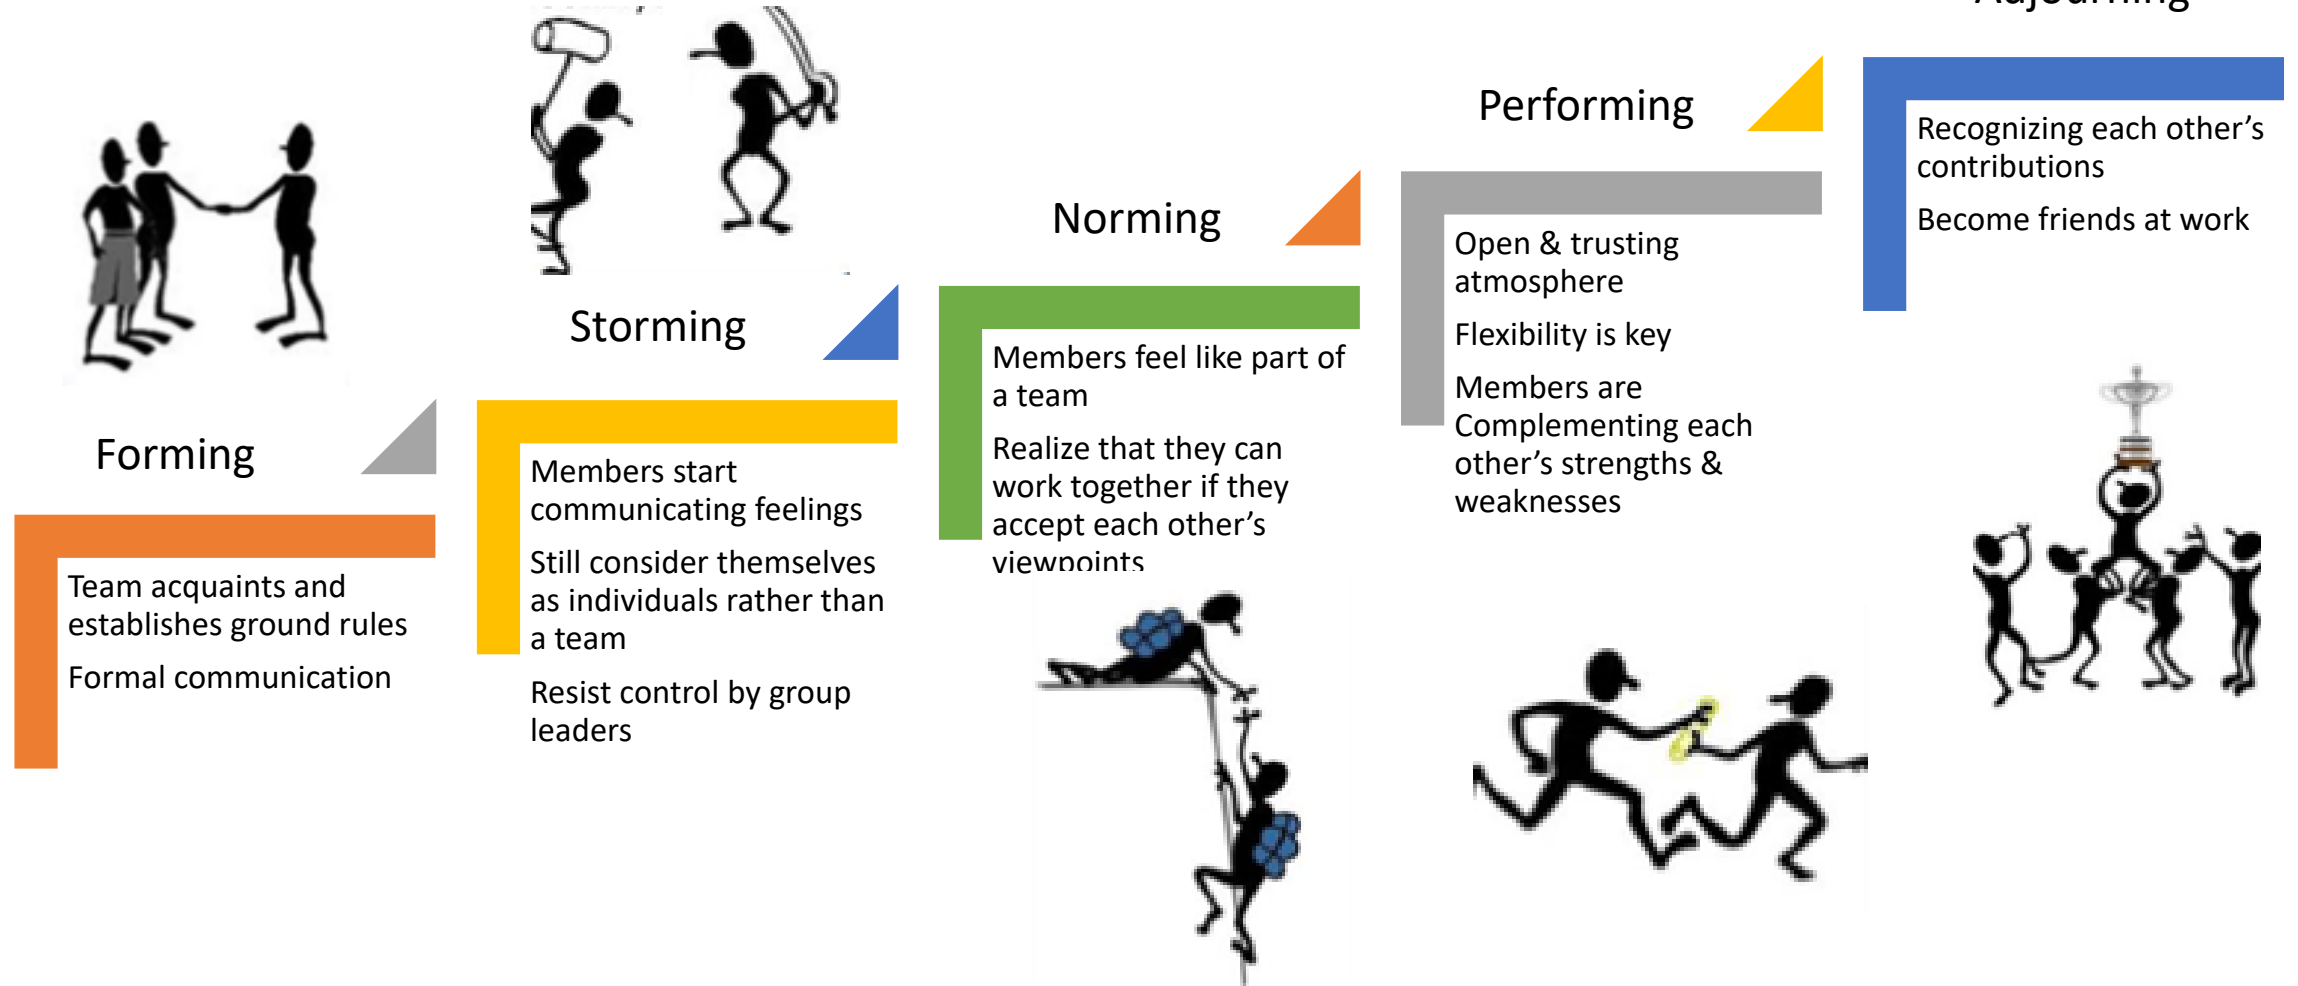 Forming
Team acquaints and
establishes ground rules
Formal communication
Storming
Members start
communicating feelings
Still consider themselves
as individuals rather than
a team
Resist control by group
leaders
Norming
Members feel like part of
a team
Realize that they can
work together if they
accept each other’s
viewpoints
Performing
Open & trusting
atmosphere
Flexibility is key
Members are
Complementing each
other’s strengths &
weaknesses
Adjourning
Recognizing each other’s
contributions
Become friends at work